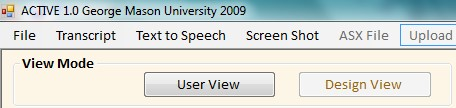 ACTIVE 1.0 George Mason University 2009
File Transcript Text to Speech Screen Shot ASX File Upload
View Mode
User View Design View